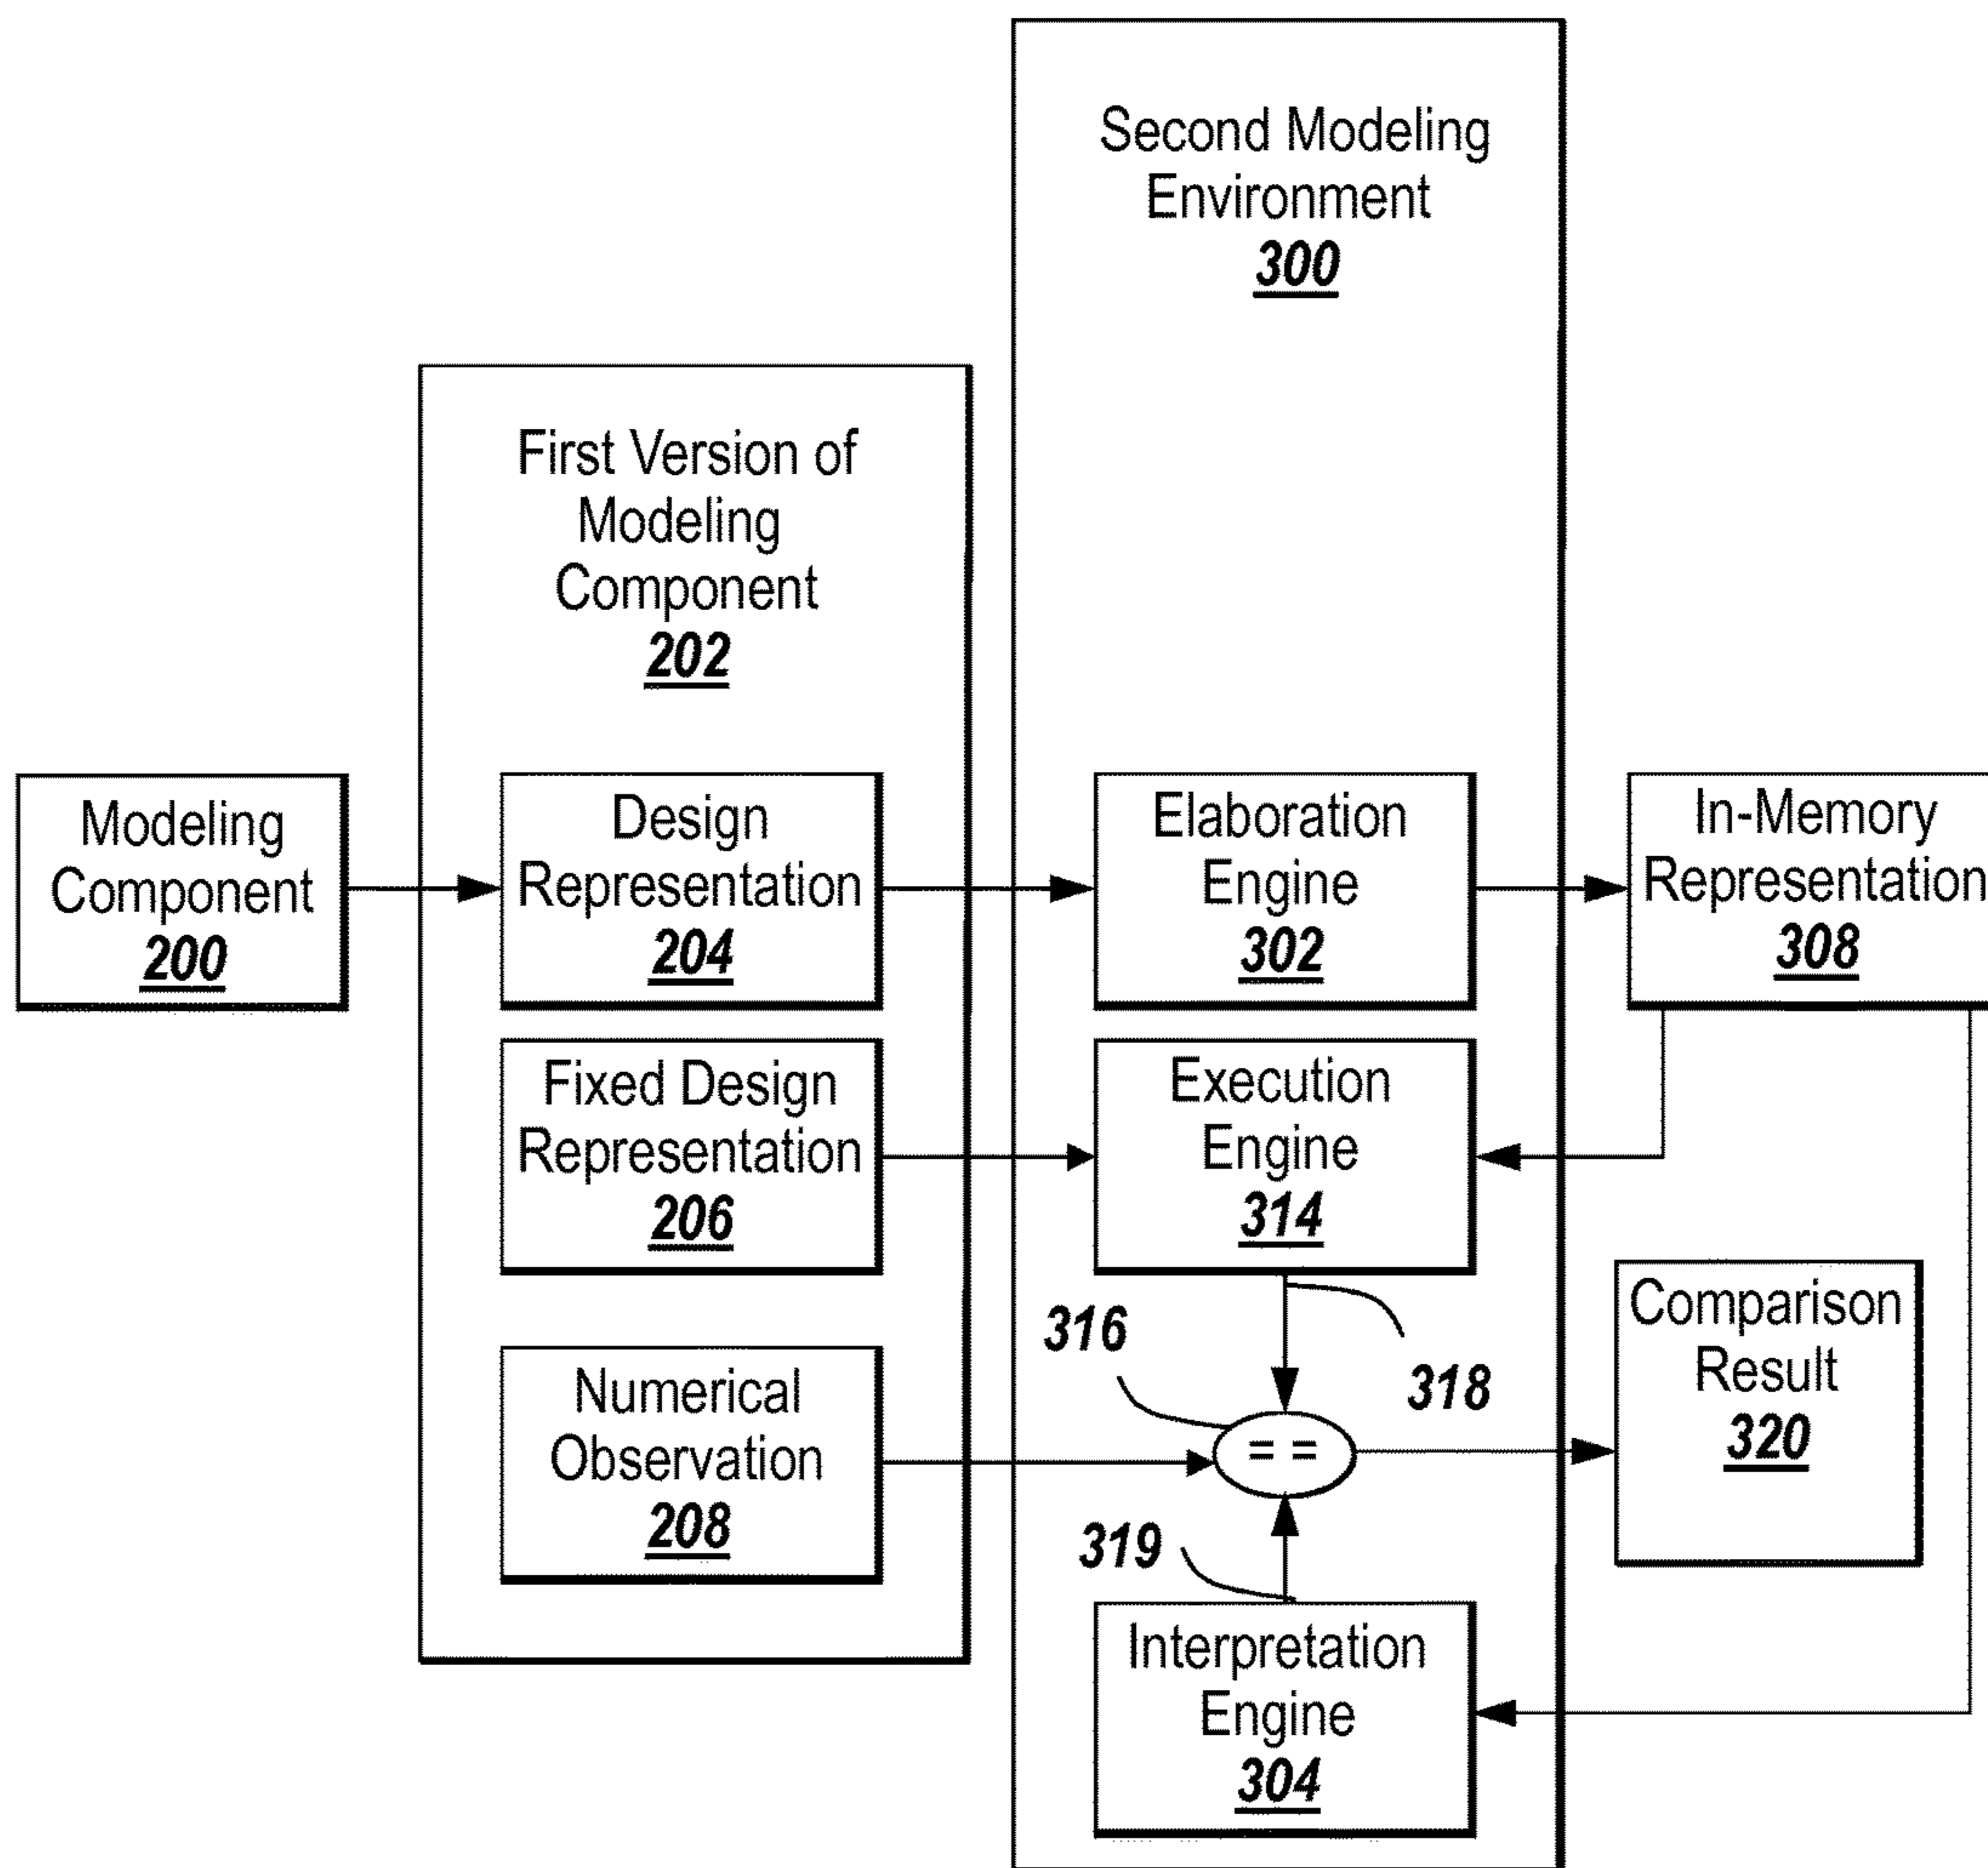 Second Modeling
Environment
300
First Version of
Modeling
Component
202
Modeling
Component
200
Design
Representation
204
Elaboration
Engine
302
In-Memory
Representation
308
Fixed Design
Representation
206
Execution
Engine
314
316
318
Numerical
Observation
208
= =
Comparison
Result
320
319
Interpretation
Engine
304